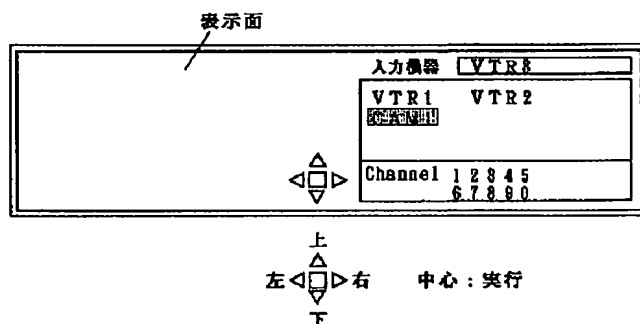 表示面
入力機器 VTR3
VTR1 VTR2
Channel 1 2 3 4 5
6 7 8 9 0
上
左 右 中心:実行
下